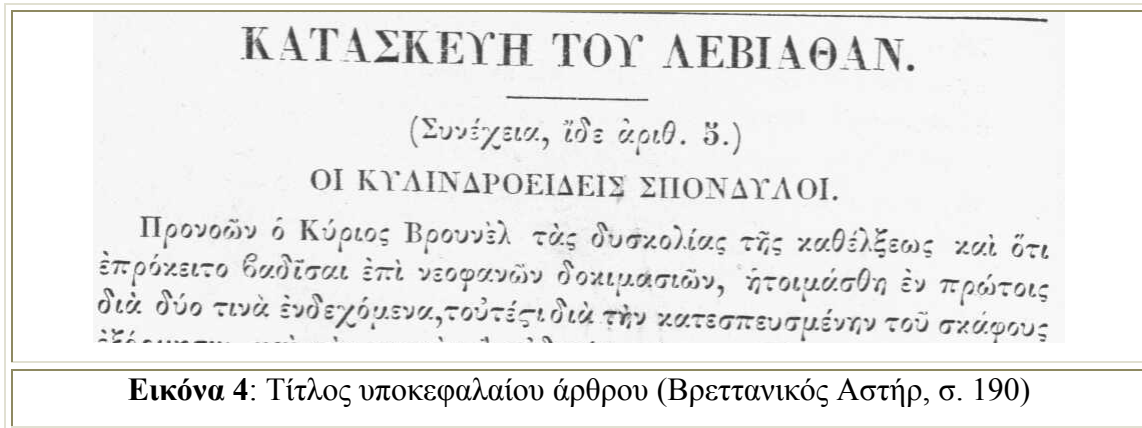 ΚΑΤΑΣΚΕΥΗ ΤΟΥ ΛΕΒΙΑΘΑΝ.
(Συνέχεια, ἴδε ἀριθ. 5.)
ΟΙ ΚΥΛΙΝΔΡΟΕΙΔΕΙΣ ΣΠΟΝΔΥΛΟΙ.
Προνοῶν ὁ Κύριος Βρουνὲλ τὰς δυσκολίας τῆς καθέλξεως καὶ ὅτι
ἐπρόκειτο βαδῖσαι ἐπὶ νεοφανῶν δοκιμασιῶν, ἡτοιμάσθη ἐν πρώτοις
διὰ δύο τινὰ ἐνδεχόμενα, τοὐτέςι διὰ τὴν κατεσπευσμένην τοῦ σκάφους
Εικόνα 4: Τίτλος υποκεφαλαίου άρθρου (Βρεττανικός Αστήρ, σ. 190)